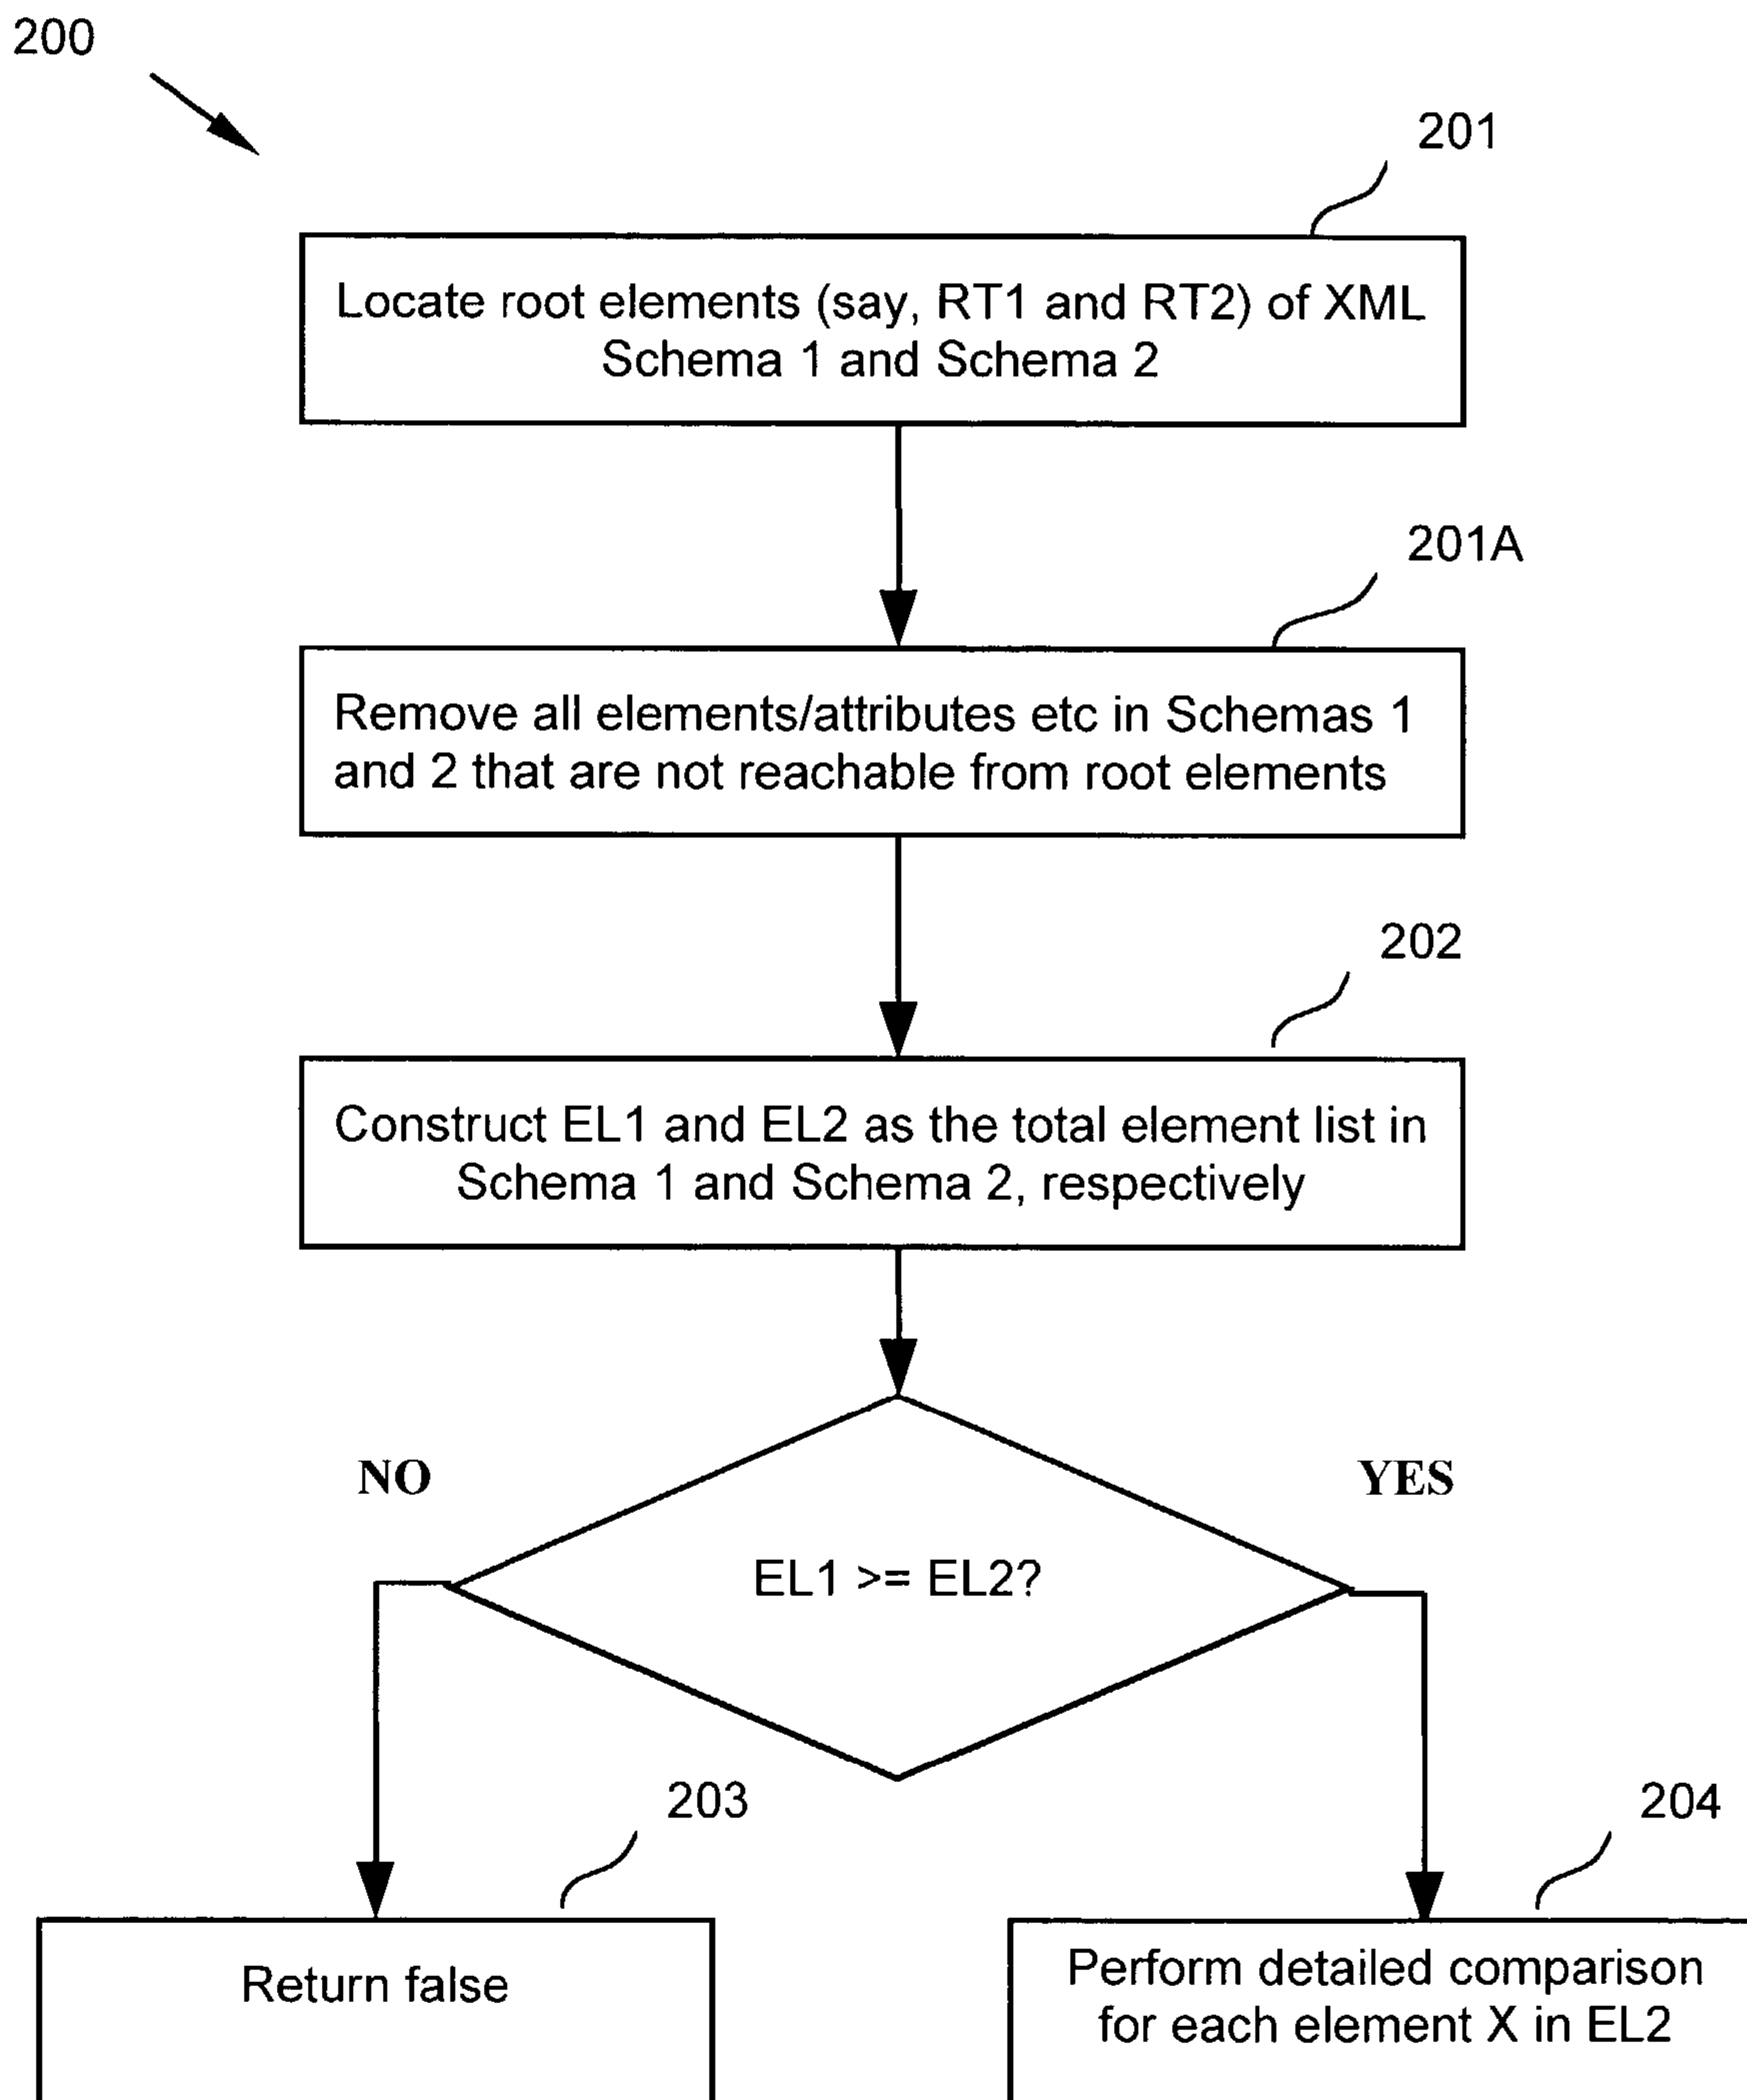 200
201
Locate root elements (say, RT1 and RT2) of XML
Schema 1 and Schema 2
201A
Remove all elements/attributes etc in Schemas 1
and 2 that are not reachable from root elements
202
Construct EL1 and EL2 as the total element list in
Schema 1 and Schema 2, respectively
NO
YES
EL1 >= EL2?
203
204
Return false
Perform detailed comparison
for each element X in EL2